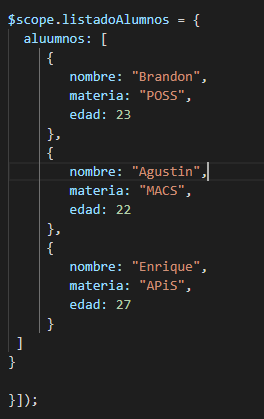 $scope.listadoAlumnos = {
aluumnos: [
{
nombre: "Brandon",
materia: "POSS",
edad: 23
},
{
nombre: "Agustin",
materia: "MACS",
edad: 22
},
{
nombre: "Enrique",
materia: "APiS",
edad: 27
}
]
}
}]);